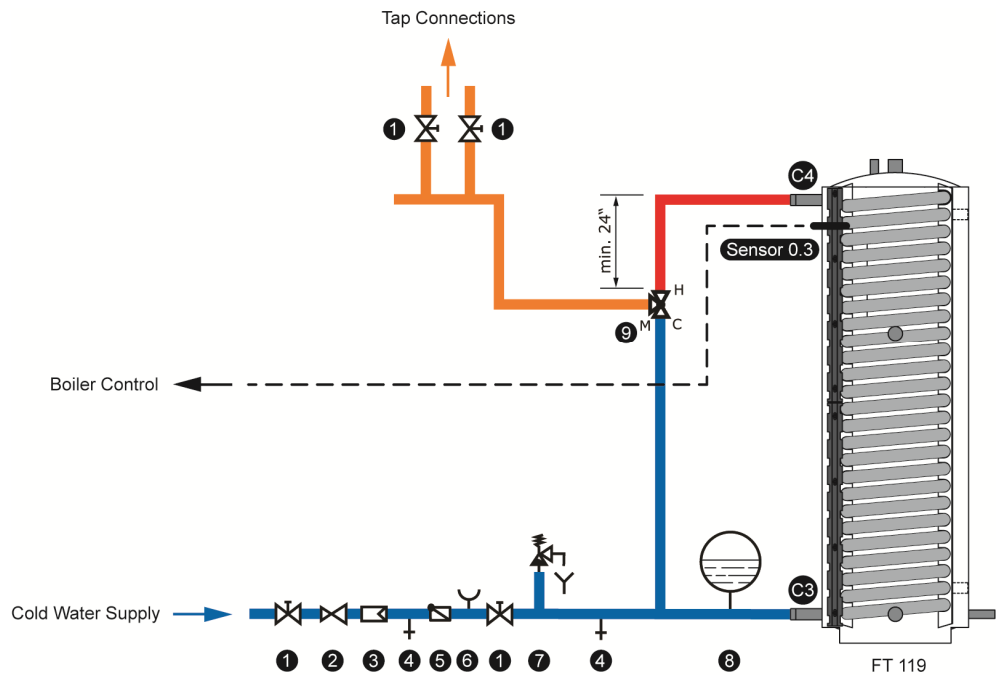 Tap Connections
1 1
C4
min. 24"
Sensor 0.3
H
9 M C
Boiler Control
Cold Water Supply
C3
1 2 3 4 5 6 1 7 4 8
FT 119